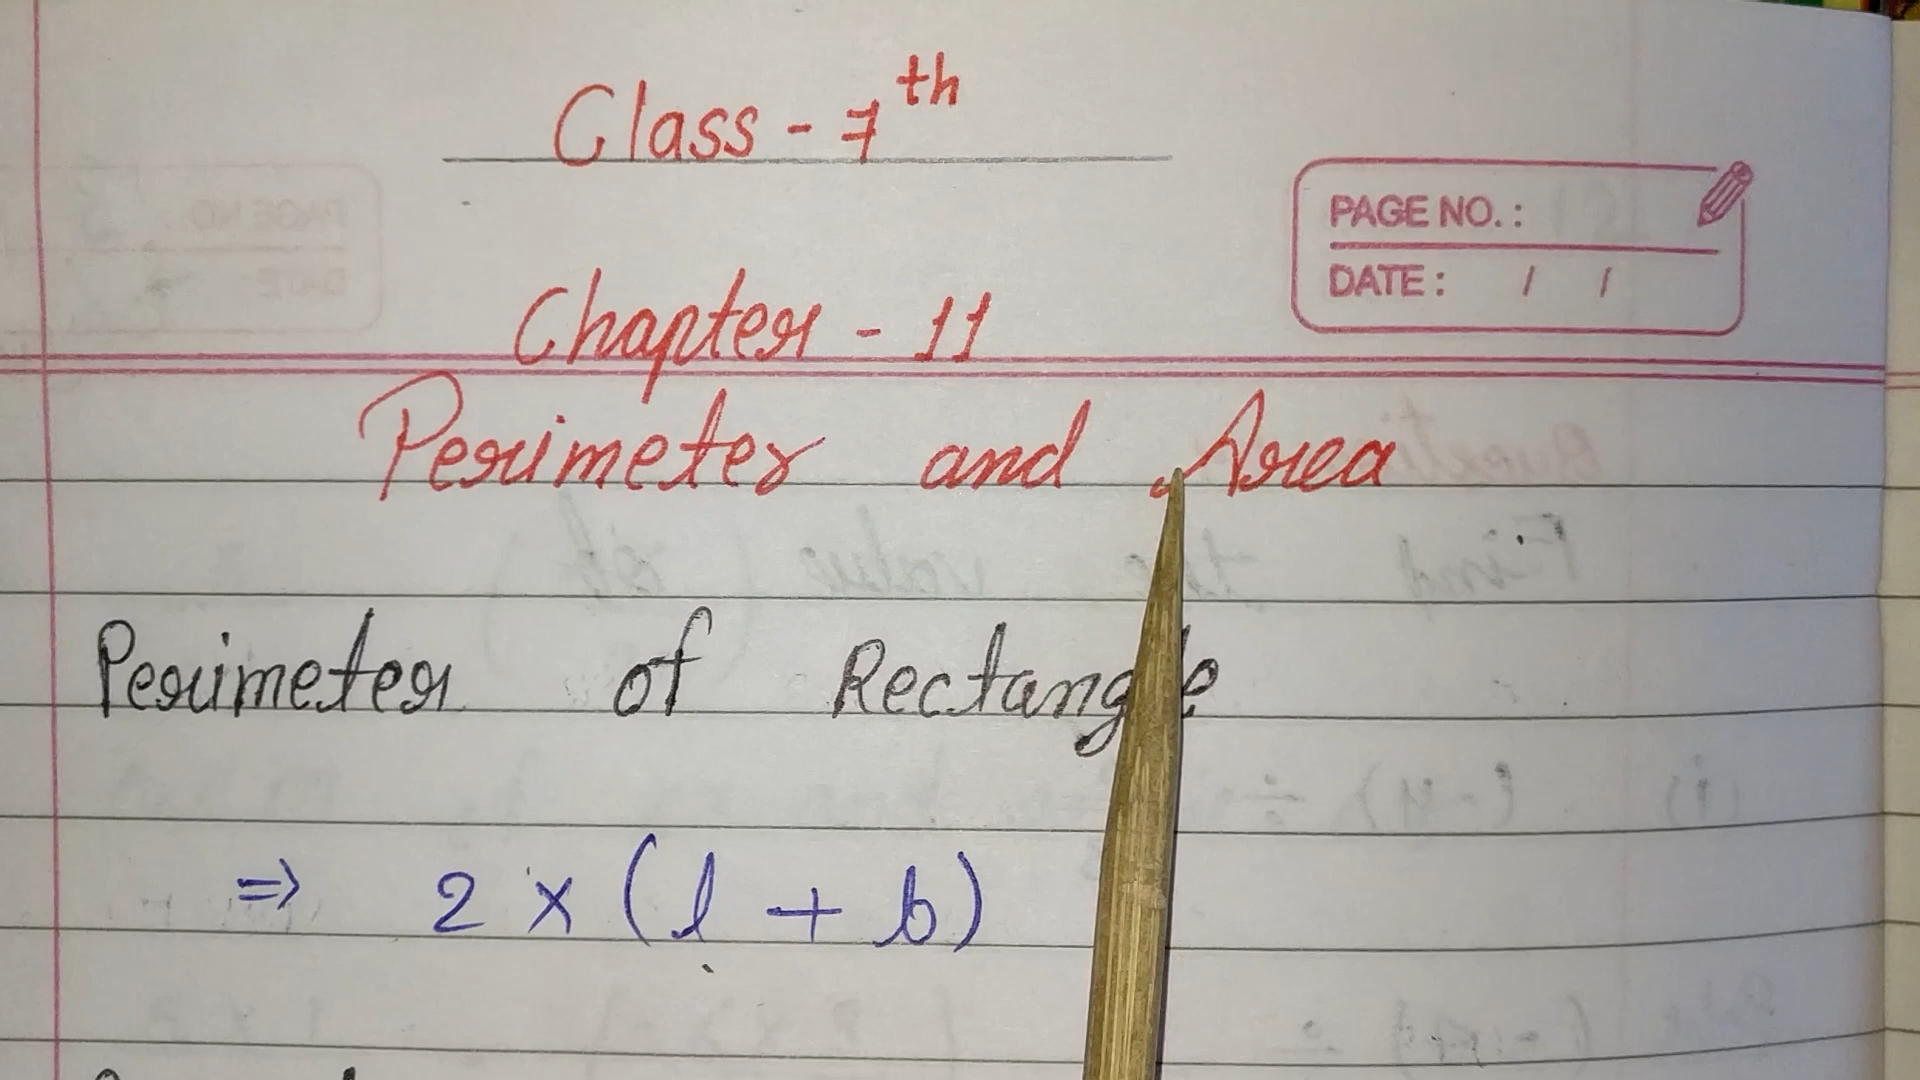 Class - 7th
PAGE NO. :
DATE : / /
Chapter - 11
Perimeter and Area
Perimeter of Rectangle
⇒ 2 × (l + b)